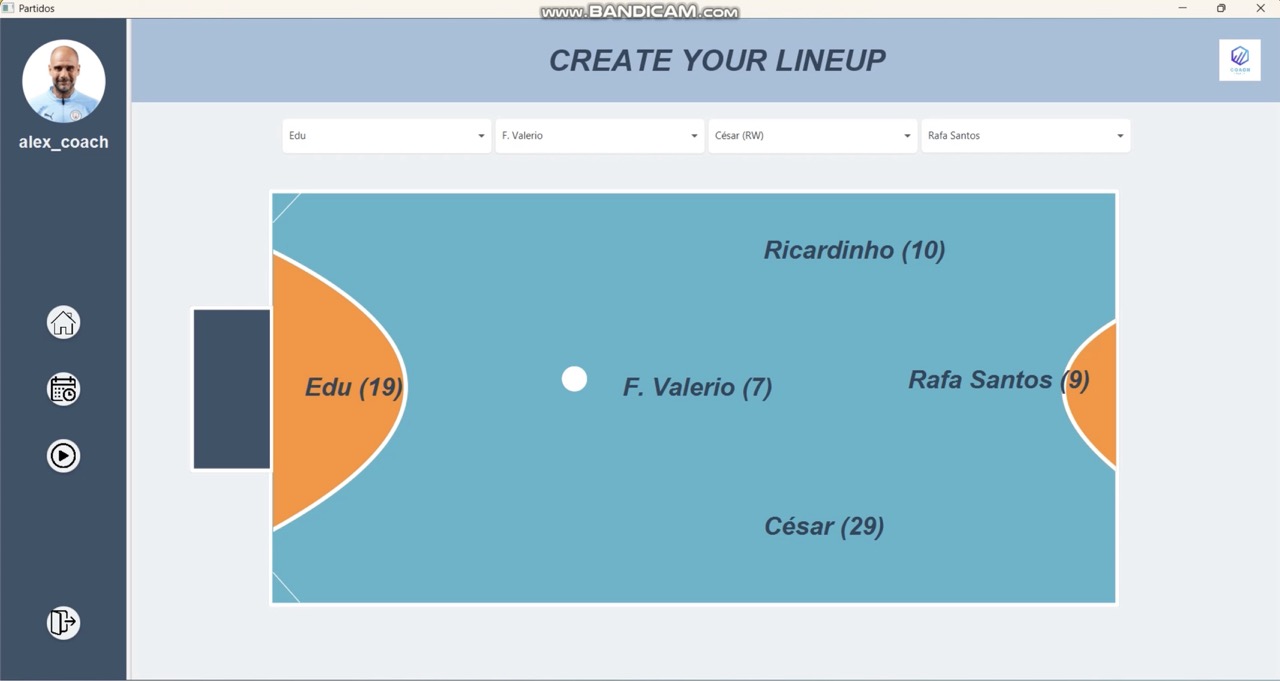 Partidos
www.BANDICAM.com
CREATE YOUR LINEUP
alex_coach
Edu
F. Valerio
César (RW)
Rafa Santos
Ricardinho (10)
Edu (19)
F. Valerio (7)
Rafa Santos (9)
César (29)